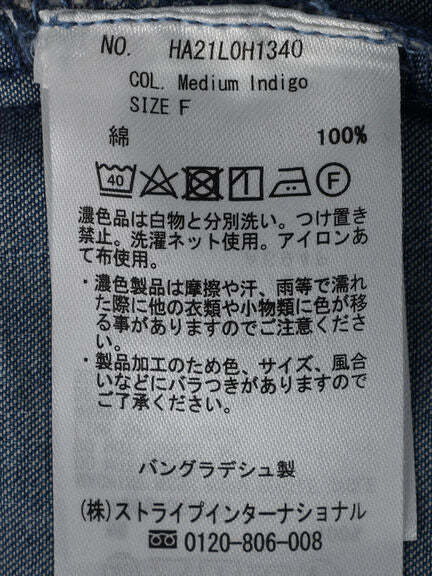 NO. HA21L0H1340
COL. Medium Indigo
SIZE F
綿 100%
40 F
濃色品は白物と分別洗い。つけ置き
禁止。洗濯ネット使用。アイロンあ
て布使用。
・濃色製品は摩擦や汗、雨等で濡れ
た際に他の衣類や小物類に色が移
る事がありますのでご注意くださ
い。
・製品加工のため色、サイズ、風合
いなどにバラつきがありますので
ご了承ください。
バングラデシュ製
(株)ストライプインターナショナル
0120-806-008